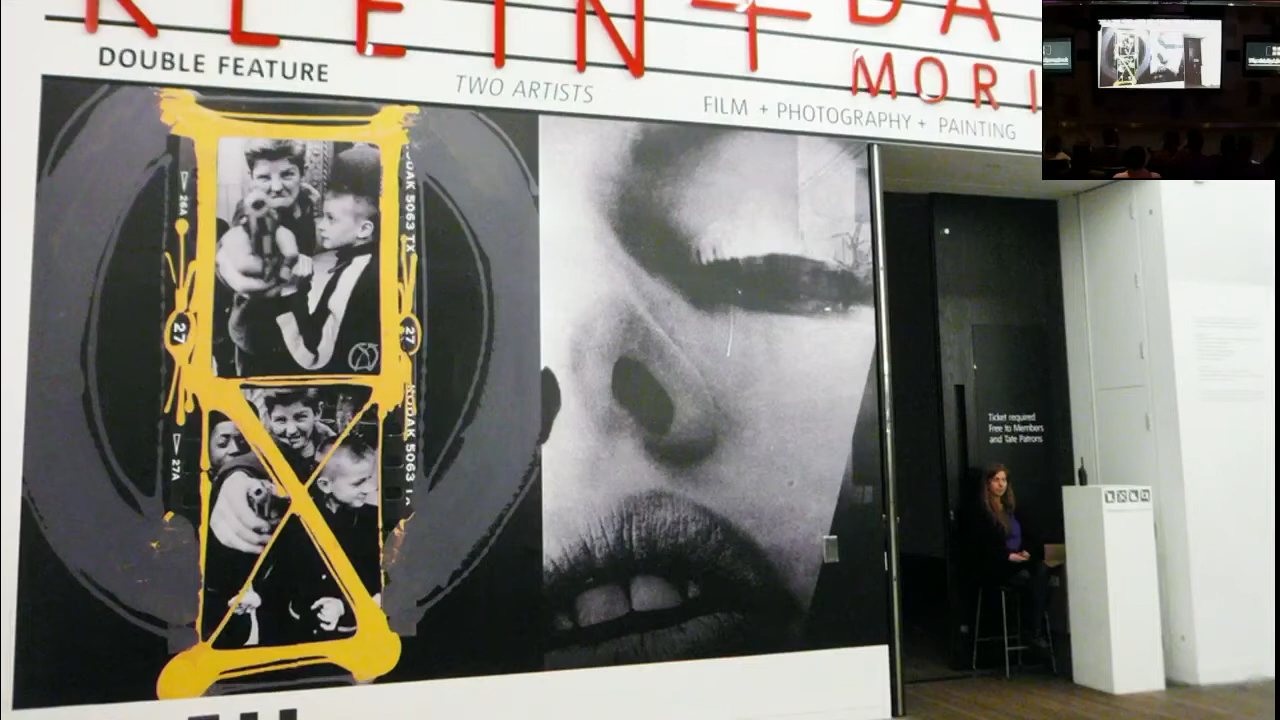 KLEIN + DA
MORI
DOUBLE FEATURE
TWO ARTISTS
FILM + PHOTOGRAPHY + PAINTING
26A
KODAK 5063 TX
27
27
27A
KODAK 5063
Ticket required
Free to Members
and Tate Patrons